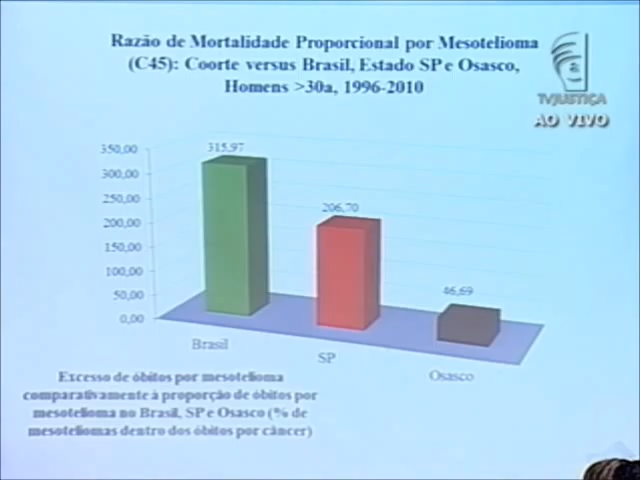 Razão de Mortalidade Proporcional por Mesotelioma
(C45): Coorte versus Brasil, Estado SP e Osasco,
Homens >30a, 1996-2010
TVJUSTIÇA
AO VIVO
350,00
300,00
250,00
200,00
150,00
100,00
50,00
0,00
315,97
206,70
46,69
Brasil
SP
Osasco
Excesso de óbitos por mesotelioma
comparativamente à proporção de óbitos por
mesotelioma no Brasil, SP e Osasco (% de
mesoteliomas dentro dos óbitos por câncer)